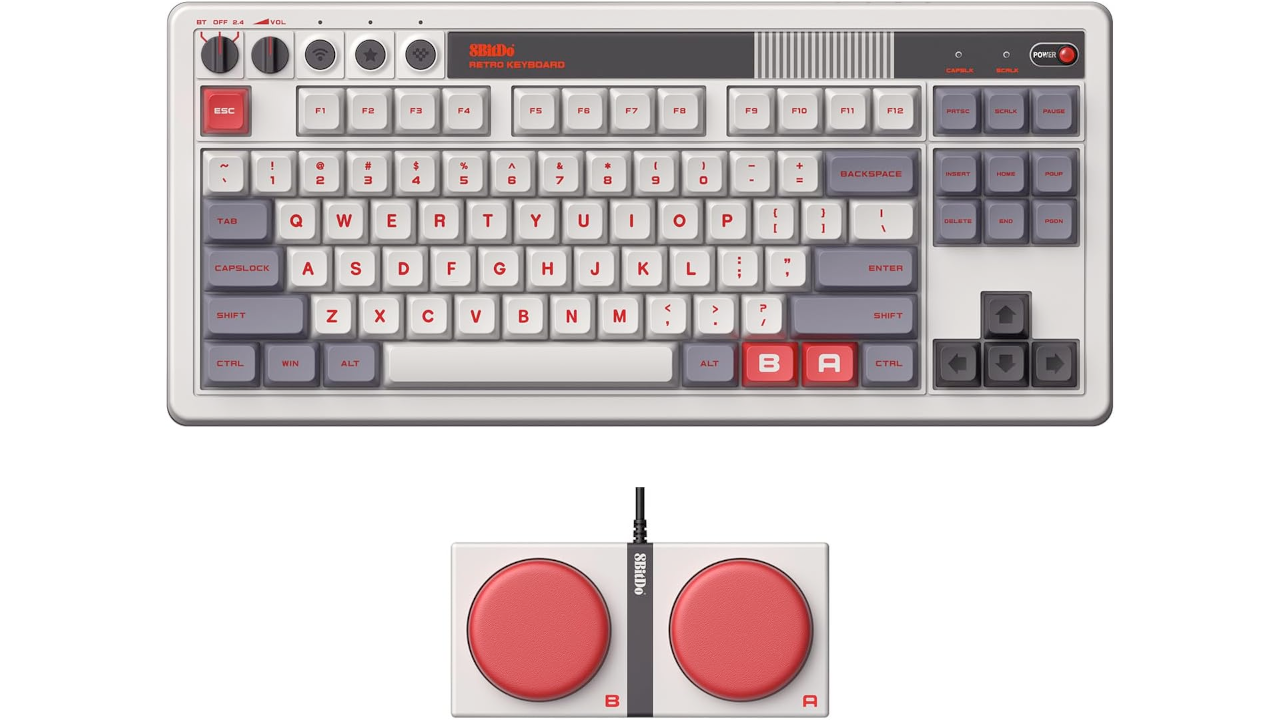 BT OFF 2.4 VOL
8BitDo
RETRO KEYBOARD
CAPSLK SCRLK
POWER
ESC F1 F2 F3 F4 F5 F6 F7 F8 F9 F10 F11 F12 PRTSC SCRLK PAUSE
~ ! @ # $ % ^ & * ( ) — +
` 1 2 3 4 5 6 7 8 9 0 - = BACKSPACE INSERT HOME PGUP
TAB Q W E R T Y U I O P { } |
[ ] \ DELETE END PGDN
CAPSLOCK A S D F G H J K L : " ENTER
; '
SHIFT Z X C V B N M < > ? SHIFT
, . /
CTRL WIN ALT ALT B A CTRL
8BitDo
B A